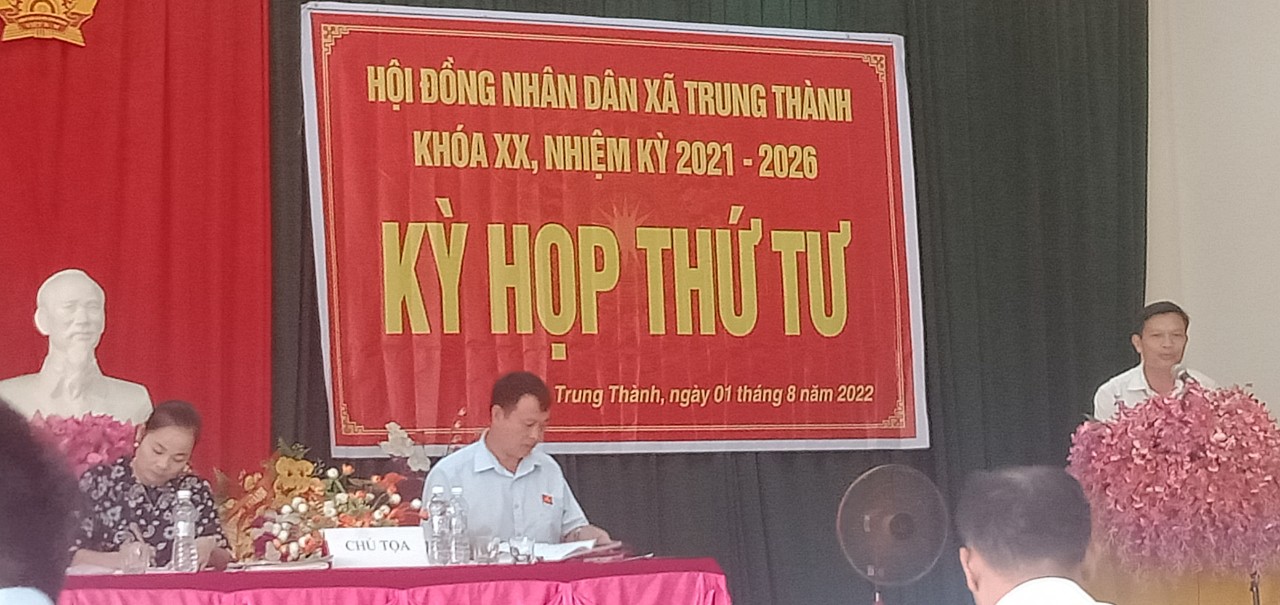 HỘI ĐỒNG NHÂN DÂN XÃ TRUNG THÀNH
KHÓA XX, NHIỆM KỲ 2021 - 2026
KỲ HỌP THỨ TƯ
Trung Thành, ngày 01 tháng 8 năm 2022
CHỦ TỌA